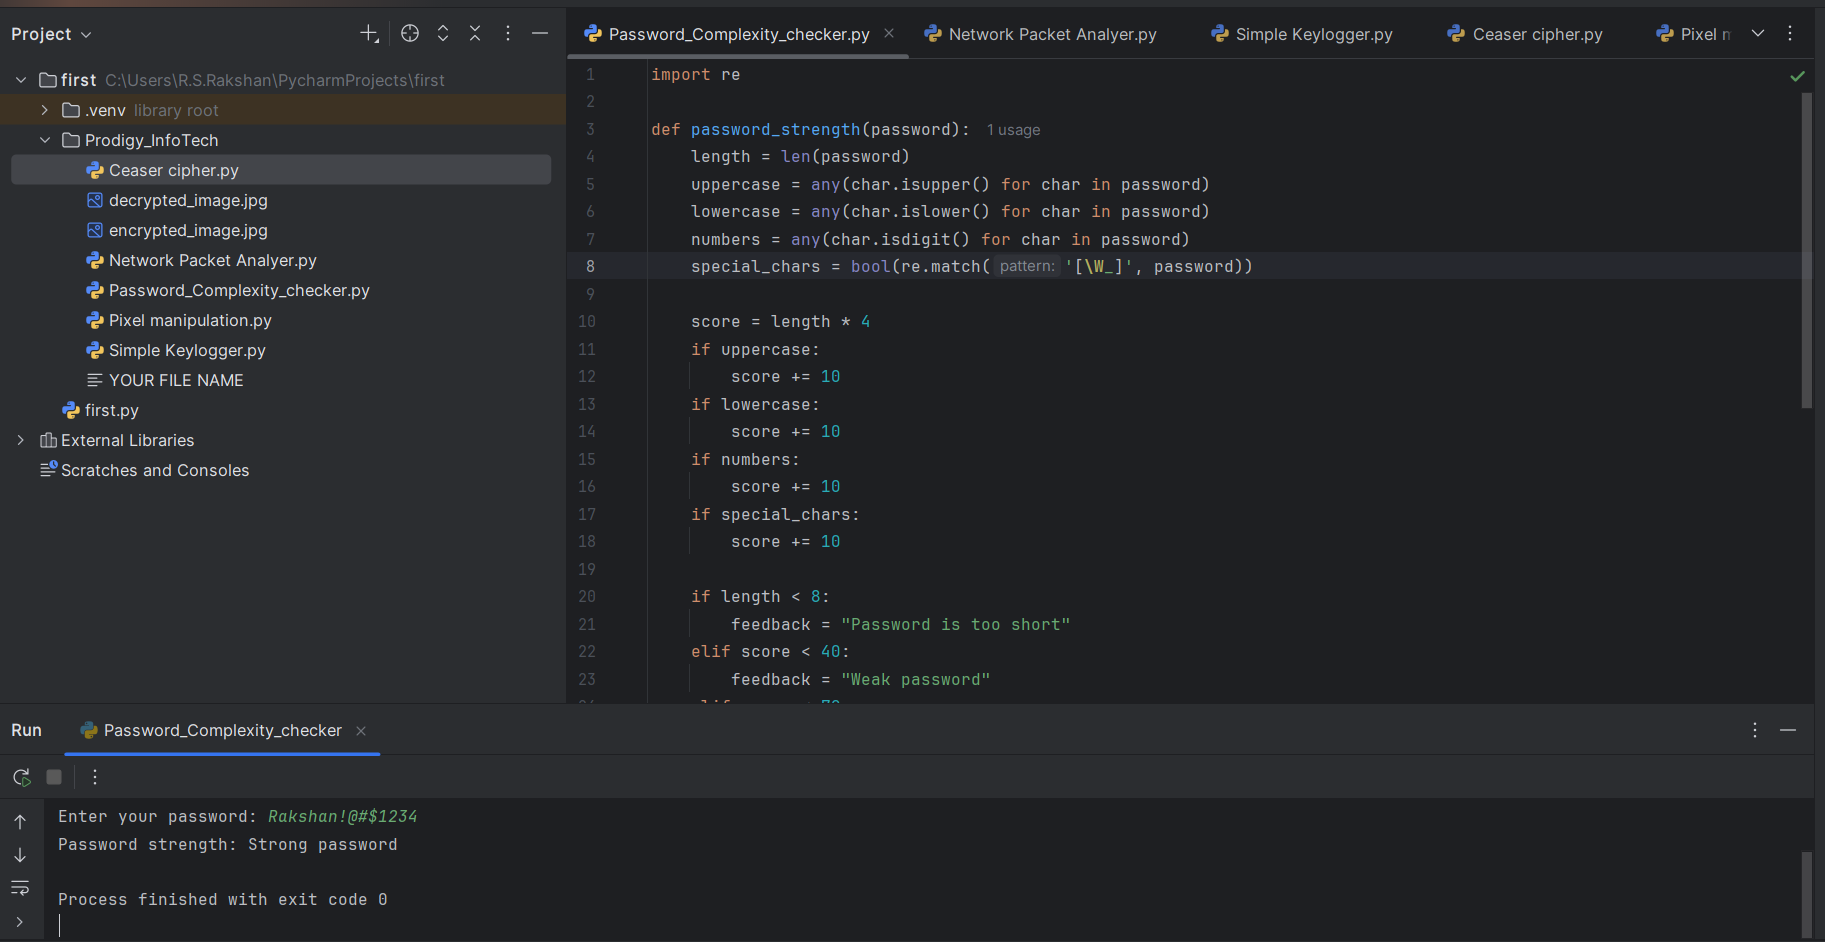 Project
first C:\Users\R.S.Rakshan\PycharmProjects\first
.venv library root
Prodigy_InfoTech
Ceaser cipher.py
decrypted_image.jpg
encrypted_image.jpg
Network Packet Analyer.py
Password_Complexity_checker.py
Pixel manipulation.py
Simple Keylogger.py
YOUR FILE NAME
first.py
External Libraries
Scratches and Consoles
Password_Complexity_checker.py Network Packet Analyer.py Simple Keylogger.py Ceaser cipher.py Pixel
1 import re
2
3 def password_strength(password): 1 usage
4 length = len(password)
5 uppercase = any(char.isupper() for char in password)
6 lowercase = any(char.islower() for char in password)
7 numbers = any(char.isdigit() for char in password)
8 special_chars = bool(re.match( pattern: '[\W_]', password))
9
10 score = length * 4
11 if uppercase:
12 score += 10
13 if lowercase:
14 score += 10
15 if numbers:
16 score += 10
17 if special_chars:
18 score += 10
19
20 if length < 8:
21 feedback = "Password is too short"
22 elif score < 40:
23 feedback = "Weak password"
Run Password_Complexity_checker
Enter your password: Rakshan!@#$1234
Password strength: Strong password
Process finished with exit code 0